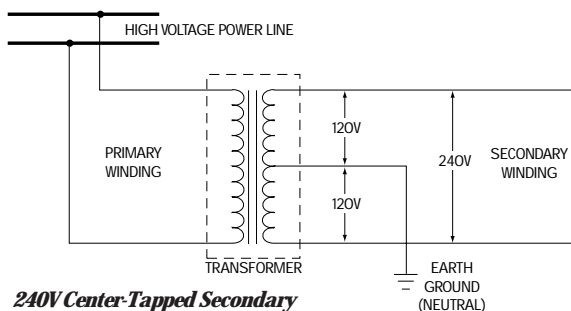 HIGH VOLTAGE POWER LINE
PRIMARY
WINDING
120V
120V
240V
SECONDARY
WINDING
TRANSFORMER
EARTH
GROUND
(NEUTRAL)
240V Center-Tapped Secondary